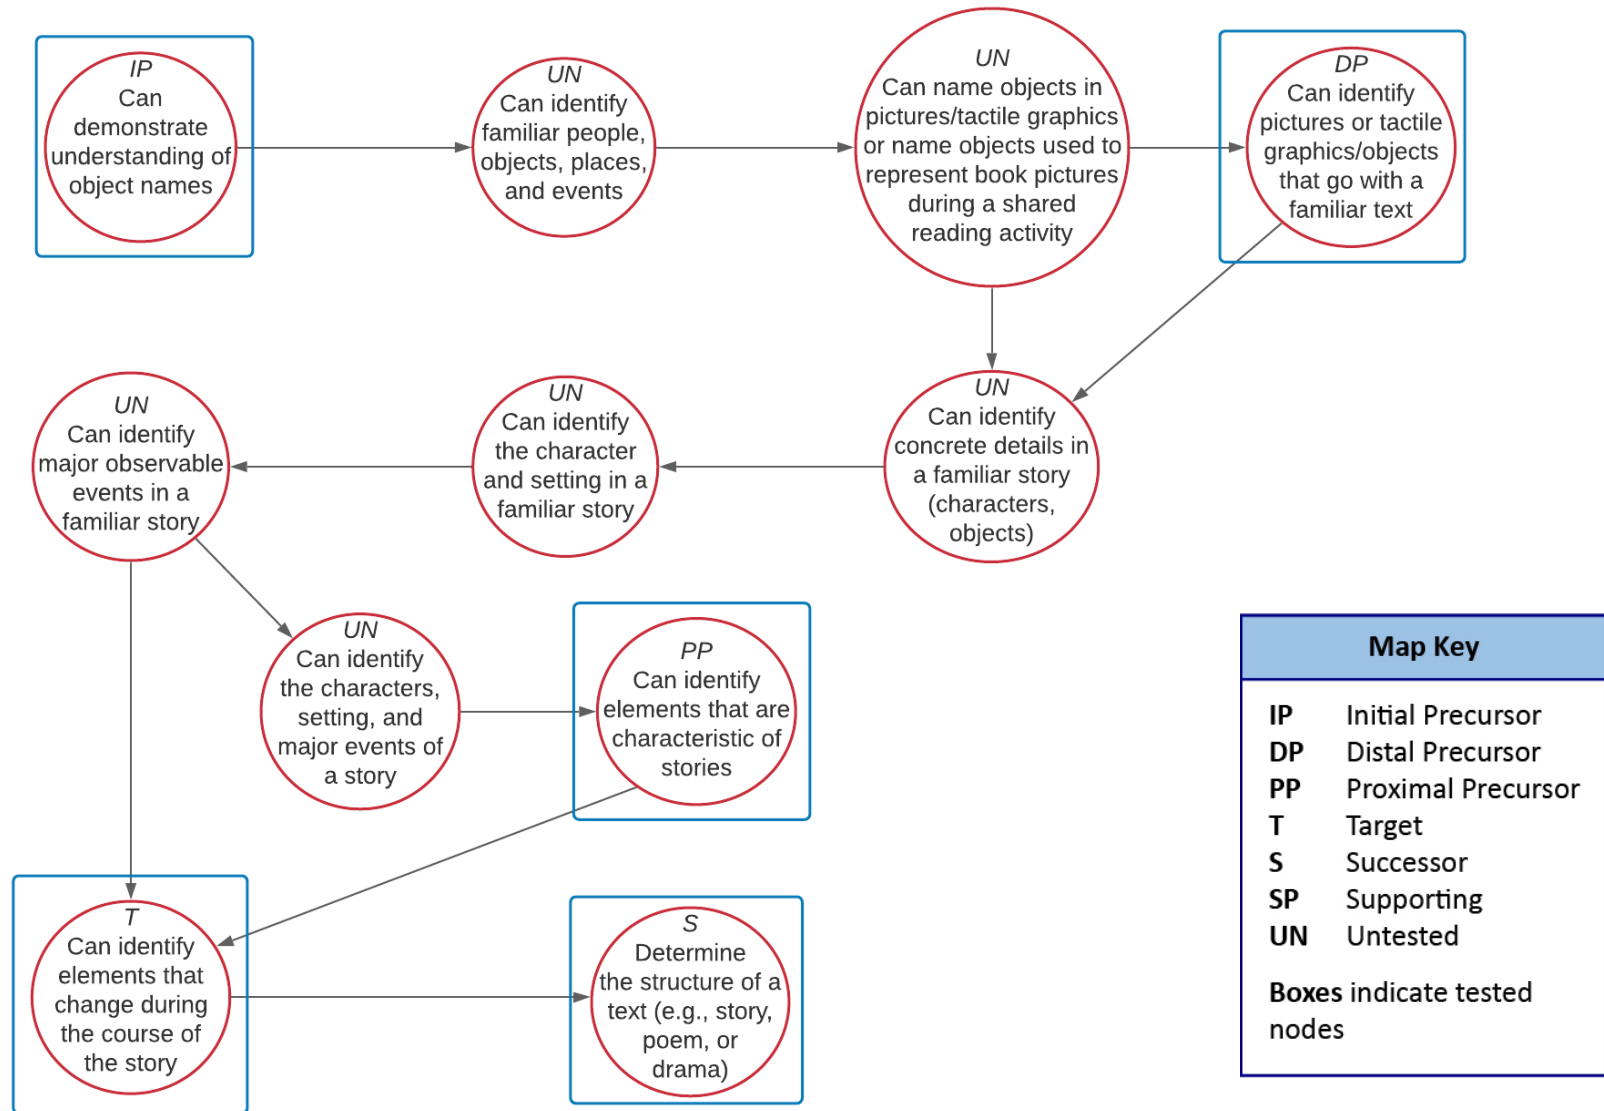 IP
Can
demonstrate
understanding of
object names
UN
Can identify
familiar people,
objects, places,
and events
UN
Can name objects in
pictures/tactile graphics
or name objects used to
represent book pictures
during a shared
reading activity
DP
Can identify
pictures or tactile
graphics/objects
that go with a
familiar text
UN
Can identify
major observable
events in a
familiar story
UN
Can identify
the character
and setting in a
familiar story
UN
Can identify
concrete details in
a familiar story
(characters,
objects)
UN
Can identify
the characters,
setting, and
major events of
a story
PP
Can identify
elements that are
characteristic of
stories
T
Can identify
elements that
change during
the course of
the story
S
Determine
the structure of a
text (e.g., story,
poem, or
drama)
Map Key
IP Initial Precursor
DP Distal Precursor
PP Proximal Precursor
T Target
S Successor
SP Supporting
UN Untested
Boxes indicate tested
nodes